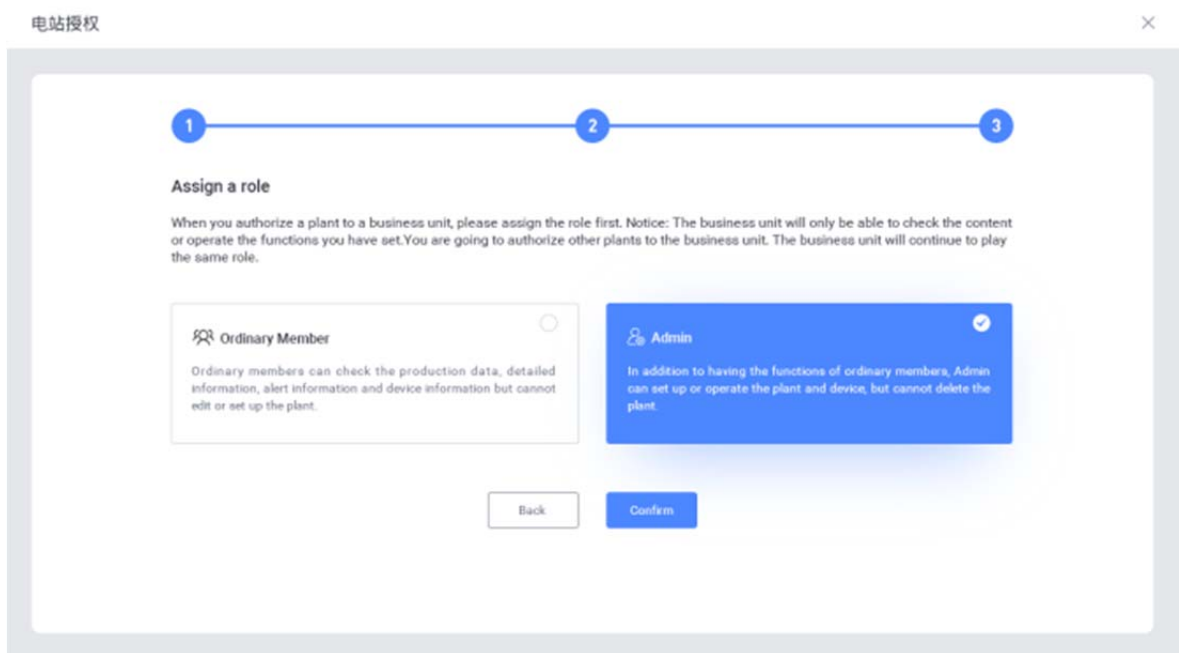 电站授权
1
2
3
Assign a role
When you authorize a plant to a business unit, please assign the role first. Notice: The business unit will only be able to check the content
or operate the functions you have set.You are going to authorize other plants to the business unit. The business unit will continue to play
the same role.
Ordinary Member
Ordinary members can check the production data, detailed
information, alert information and device information but cannot
edit or set up the plant.
Admin
In addition to having the functions of ordinary members, Admin
can set up or operate the plant and device, but cannot delete the
plant.
Back
Confirm